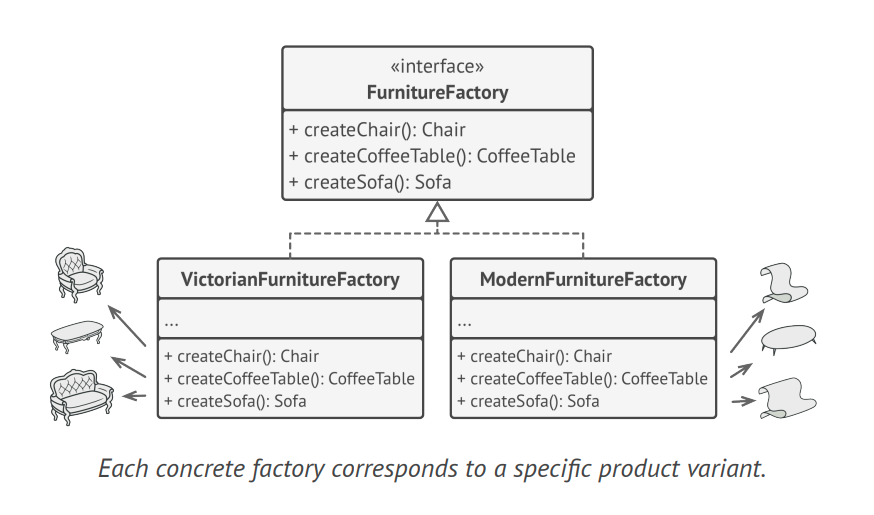 «interface»
FurnitureFactory
+ createChair(): Chair
+ createCoffeeTable(): CoffeeTable
+ createSofa(): Sofa
VictorianFurnitureFactory
...
+ createChair(): Chair
+ createCoffeeTable(): CoffeeTable
+ createSofa(): Sofa
ModernFurnitureFactory
...
+ createChair(): Chair
+ createCoffeeTable(): CoffeeTable
+ createSofa(): Sofa
Each concrete factory corresponds to a specific product variant.